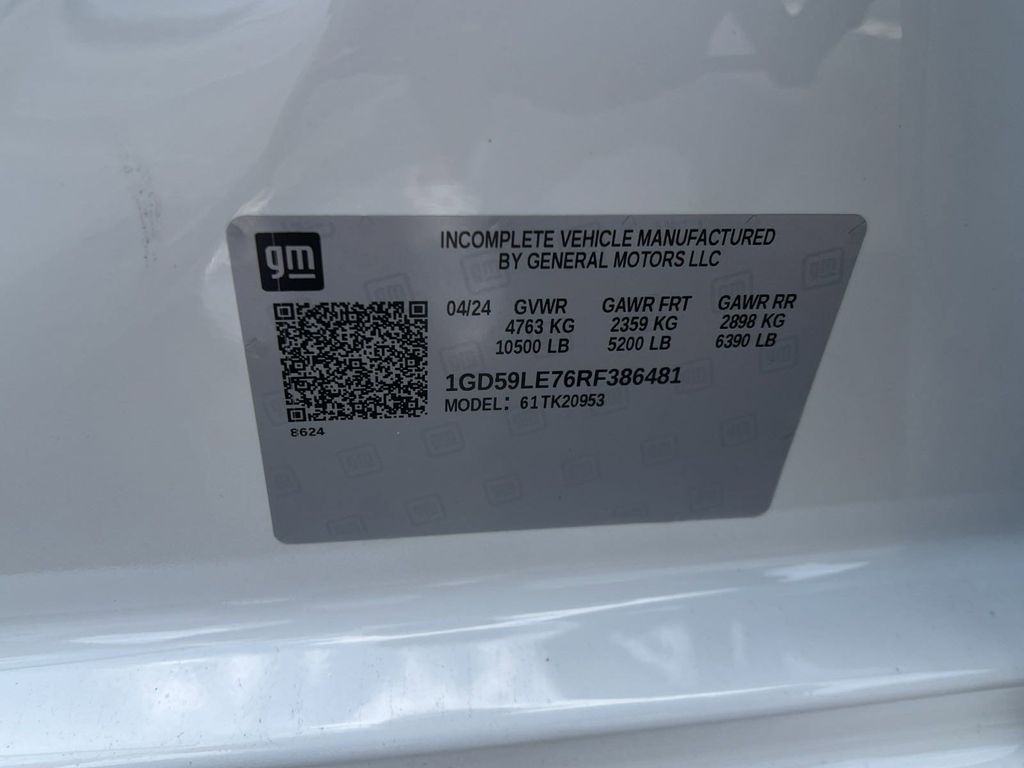 gm
INCOMPLETE VEHICLE MANUFACTURED
BY GENERAL MOTORS LLC
04/24 GVWR GAWR FRT GAWR RR
4763 KG 2359 KG 2898 KG
10500 LB 5200 LB 6390 LB
1GD59LE76RF386481
MODEL: 61TK20953
8624